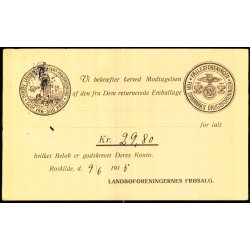 Vi bekræfter herved Modtagelsen
af den fra Dem returnerede Emballage
for ialt
Kr. 29,80
hvilket Beløb er godskrevet Deres Konto.
Roskilde, d. 9/6 1915
LANDBOFORENINGERNES FRØSALG.